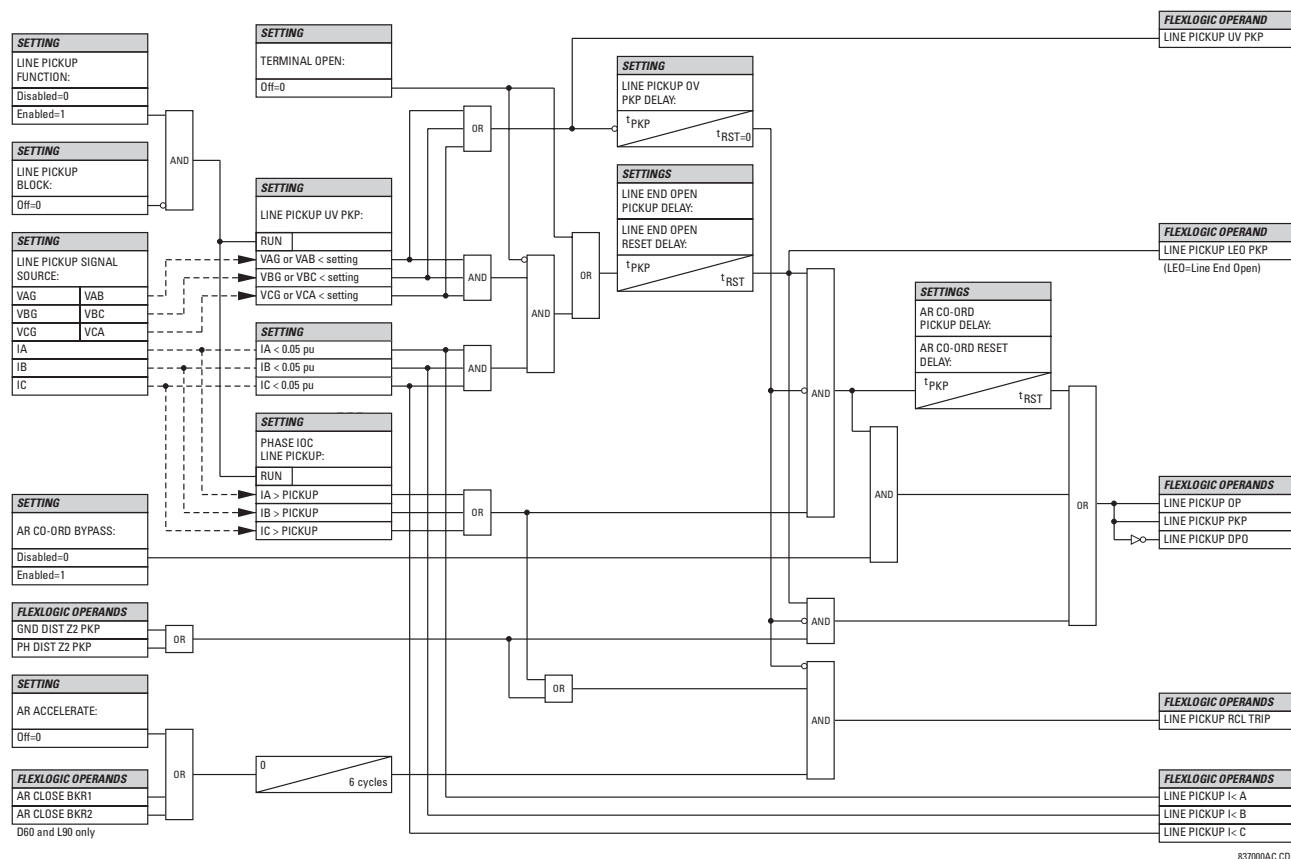 SETTING
LINE PICKUP
FUNCTION:
Disabled=0
Enabled=1
SETTING
LINE PICKUP
BLOCK:
Off=0
AND
SETTING
LINE PICKUP SIGNAL
SOURCE:
VAG VAB
VBG VBC
VCG VCA
IA
IB
IC
SETTING
AR CO-ORD BYPASS:
Disabled=0
Enabled=1
FLEXLOGIC OPERANDS
GND DIST Z2 PKP
PH DIST Z2 PKP
OR
SETTING
AR ACCELERATE:
Off=0
FLEXLOGIC OPERANDS
AR CLOSE BKR1
AR CLOSE BKR2
D60 and L90 only
OR
SETTING
TERMINAL OPEN:
Off=0
SETTING
LINE PICKUP UV PKP:
RUN
VAG or VAB < setting
VBG or VBC < setting
VCG or VCA < setting
SETTING
IA < 0.05 pu
IB < 0.05 pu
IC < 0.05 pu
SETTING
PHASE IOC
LINE PICKUP:
RUN
IA > PICKUP
IB > PICKUP
IC > PICKUP
0
6 cycles
OR
AND
AND
OR
AND
OR
OR
SETTING
LINE PICKUP OV
PKP DELAY:
tPKP
tRST=0
SETTINGS
LINE END OPEN
PICKUP DELAY:
LINE END OPEN
RESET DELAY:
tPKP
tRST
AND
AND
AND
AND
SETTINGS
AR CO-ORD
PICKUP DELAY:
AR CO-ORD RESET
DELAY:
tPKP
tRST
OR
FLEXLOGIC OPERAND
LINE PICKUP UV PKP
FLEXLOGIC OPERAND
LINE PICKUP LEO PKP
(LEO=Line End Open)
FLEXLOGIC OPERANDS
LINE PICKUP OP
LINE PICKUP PKP
LINE PICKUP DPO
FLEXLOGIC OPERANDS
LINE PICKUP RCL TRIP
FLEXLOGIC OPERANDS
LINE PICKUP I< A
LINE PICKUP I< B
LINE PICKUP I< C